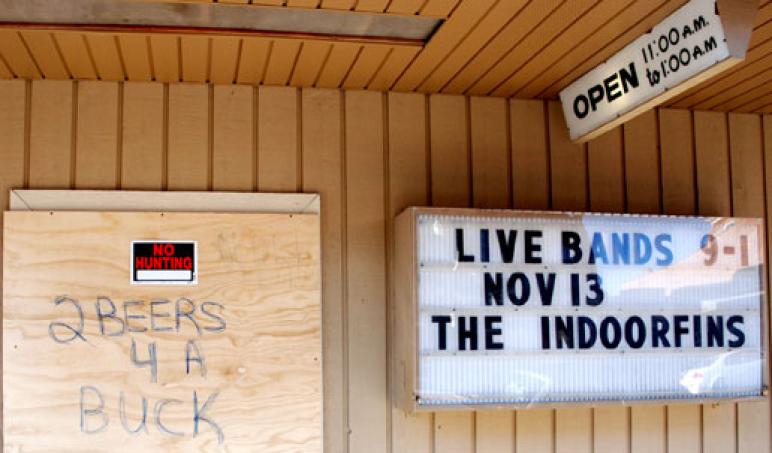 OPEN 11:00 A.M.
to 1:00 A.M
NO
HUNTING
2 BEERS
4 A
BUCK
LIVE BANDS 9-1
NOV 13
THE INDOORFINS